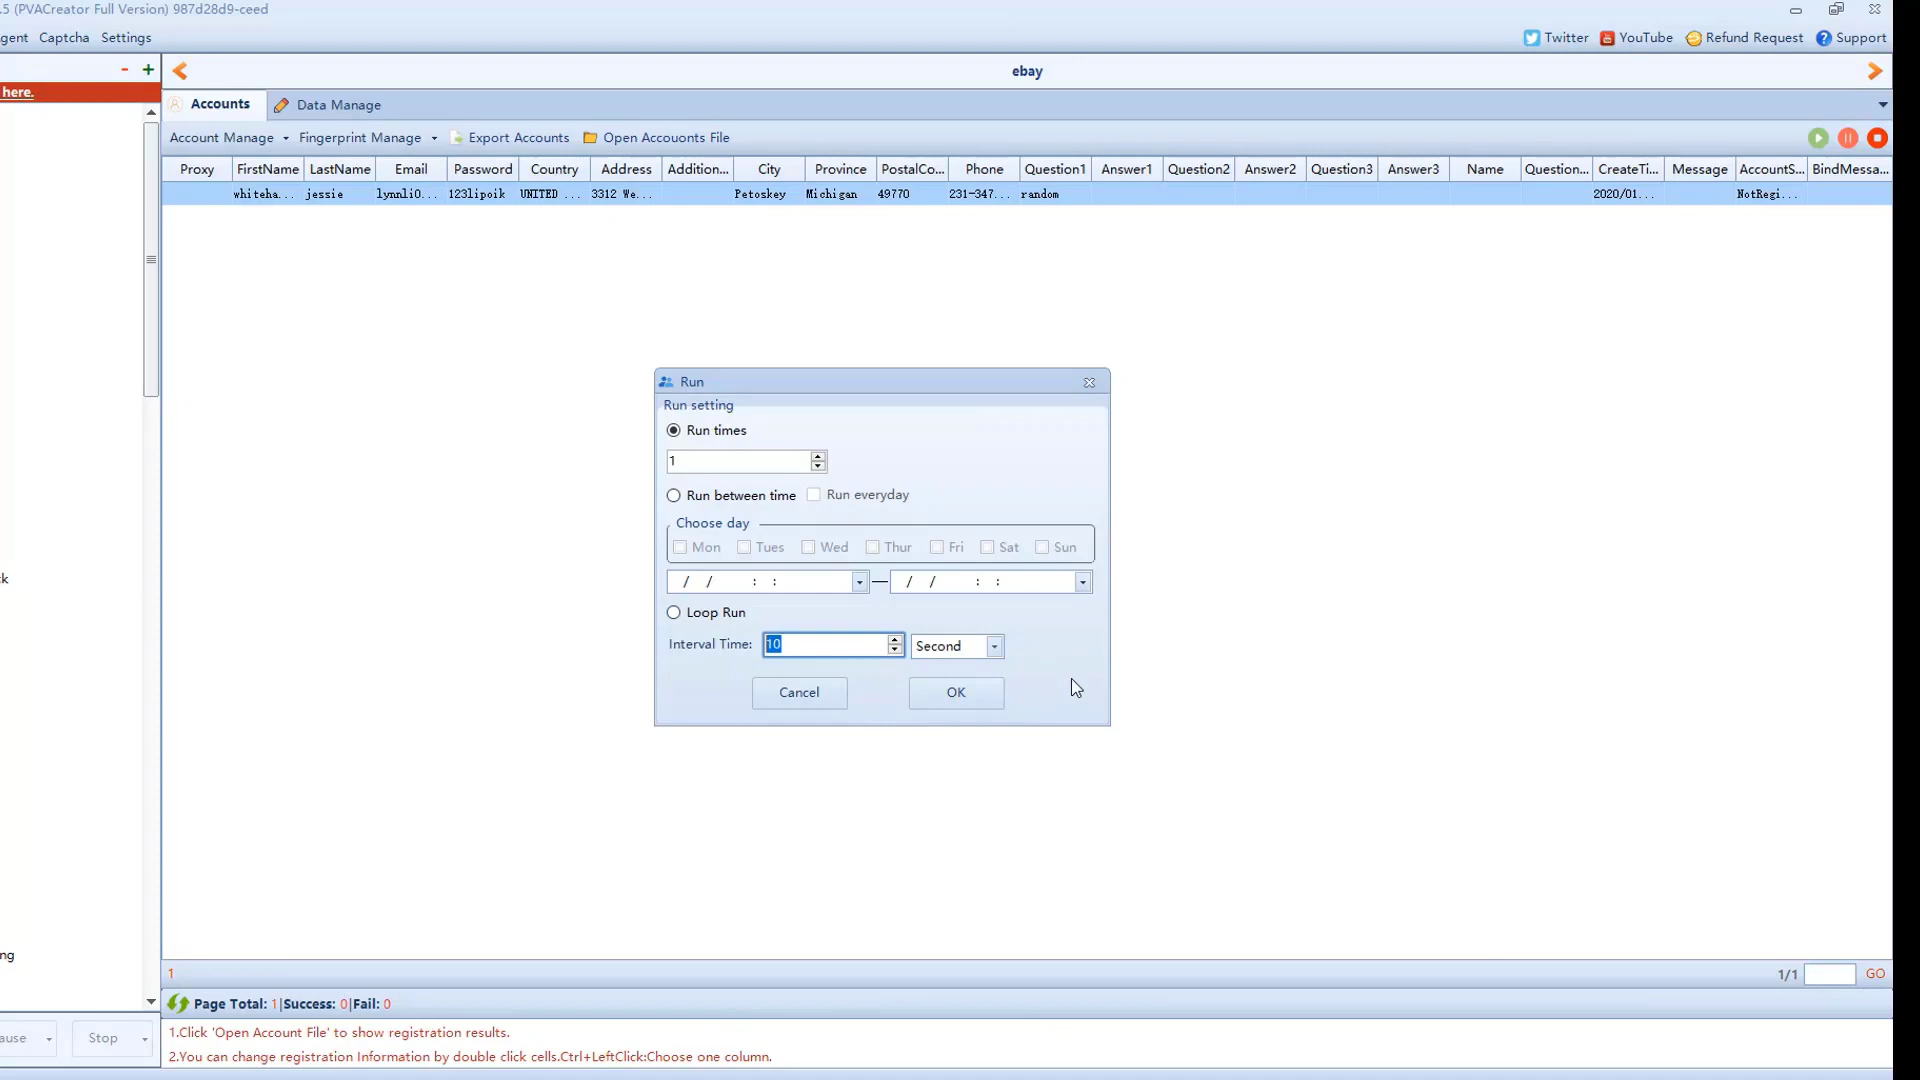 .5 (PVACreator Full Version) 987d28d9-ceed
gent Captcha Settings Twitter YouTube Refund Request Support
- +
ebay
here.
Accounts Data Manage
Account Manage Fingerprint Manage Export Accounts Open Accouonts File
Proxy FirstName LastName Email Password Country Address Addition... City Province PostalCo... Phone Question1 Answer1 Question2 Answer2 Question3 Answer3 Name Question... CreateTi... Message AccountS... BindMessa...
whiteha... jessie lynnli0... 123lipoik UNITED ... 3312 We... Petoskey Michigan 49770 231-347... random 2020/01... NotRegi...
Run
Run setting
Run times
1
Run between time Run everyday
Choose day
Mon Tues Wed Thur Fri Sat Sun
/ / : : — / / : :
Loop Run
Interval Time: 10 Second
Cancel OK
ck
ng
1 1/1 GO
Page Total: 1|Success: 0|Fail: 0
ause Stop
1.Click 'Open Account File' to show registration results.
2.You can change registration Information by double click cells.Ctrl+LeftClick:Choose one column.